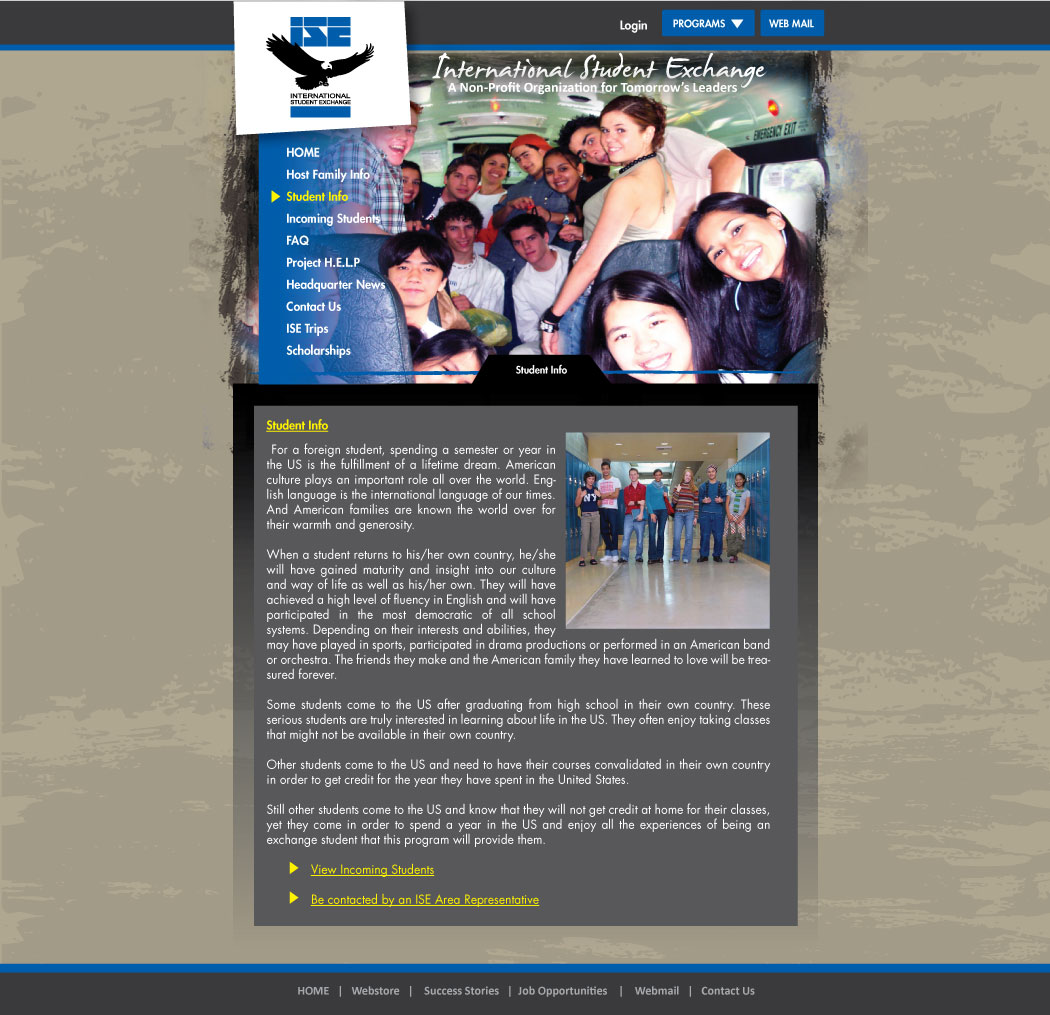 Login
PROGRAMS
WEB MAIL
ISE
INTERNATIONAL
STUDENT EXCHANGE
International Student Exchange
A Non-Profit Organization for Tomorrow's Leaders
EMERGENCY EXIT
HOME
Host Family Info
Student Info
Incoming Students
FAQ
Project H.E.L.P
Headquarter News
Contact Us
ISE Trips
Scholarships
Student Info
Student Info
For a foreign student, spending a semester or year in
the US is the fulfillment of a lifetime dream. American
culture plays an important role all over the world. Eng-
lish language is the international language of our times.
And American families are known the world over for
their warmth and generosity.
When a student returns to his/her own country, he/she
will have gained maturity and insight into our culture
and way of life as well as his/her own. They will have
achieved a high level of fluency in English and will have
participated in the most democratic of all school
systems. Depending on their interests and abilities, they
may have played in sports, participated in drama productions or performed in an American band
or orchestra. The friends they make and the American family they have learned to love will be trea-
sured forever.
Some students come to the US after graduating from high school in their own country. These
serious students are truly interested in learning about life in the US. They often enjoy taking classes
that might not be available in their own country.
Other students come to the US and need to have their courses convalidated in their own country
in order to get credit for the year they have spent in the United States.
Still other students come to the US and know that they will not get credit at home for their classes,
yet they come in order to spend a year in the US and enjoy all the experiences of being an
exchange student that this program will provide them.
View Incoming Students
Be contacted by an ISE Area Representative
HOME | Webstore | Success Stories | Job Opportunities | Webmail | Contact Us